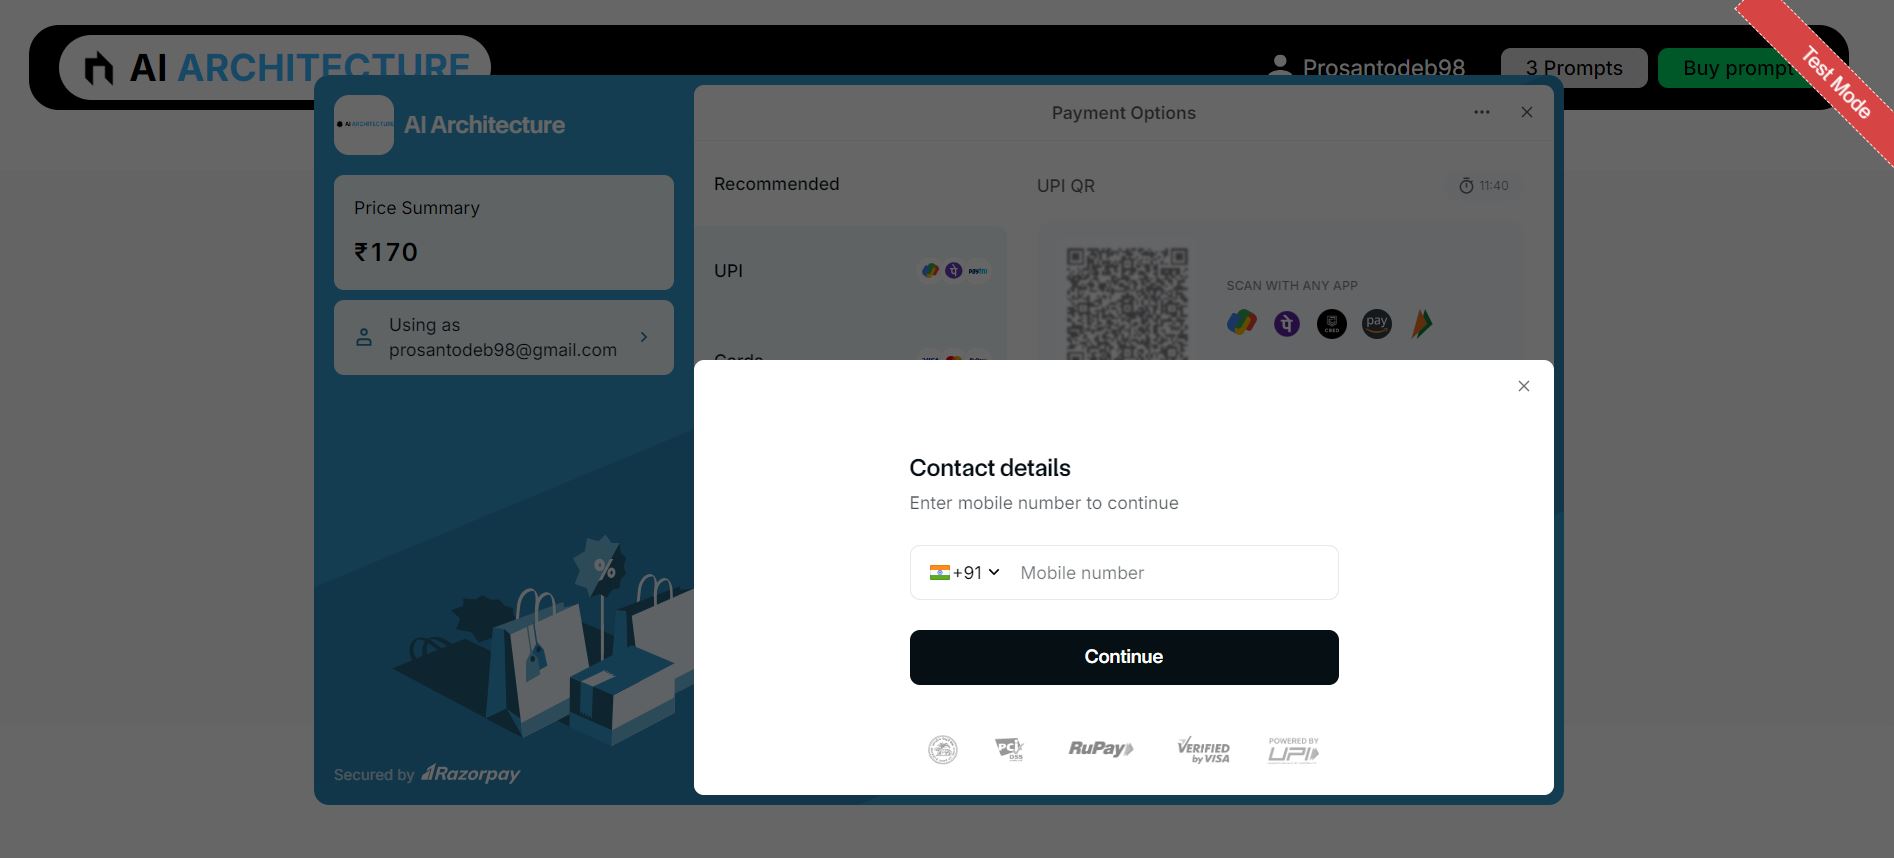 AI ARCHITECTURE
Prosantodeb98
3 Prompts
Buy prompt
Test Mode
AI ARCHITECTURE
AI Architecture
Price Summary
₹170
Using as
prosantodeb98@gmail.com
Secured by Razorpay
Payment Options
Recommended
UPI QR
11:40
UPI
Paytm
SCAN WITH ANY APP
CRED
pay
Cards
VISA
Contact details
Enter mobile number to continue
+91
Mobile number
Continue
PCI
DSS
RuPay
VERIFIED
by VISA
POWERED BY
UPI
%